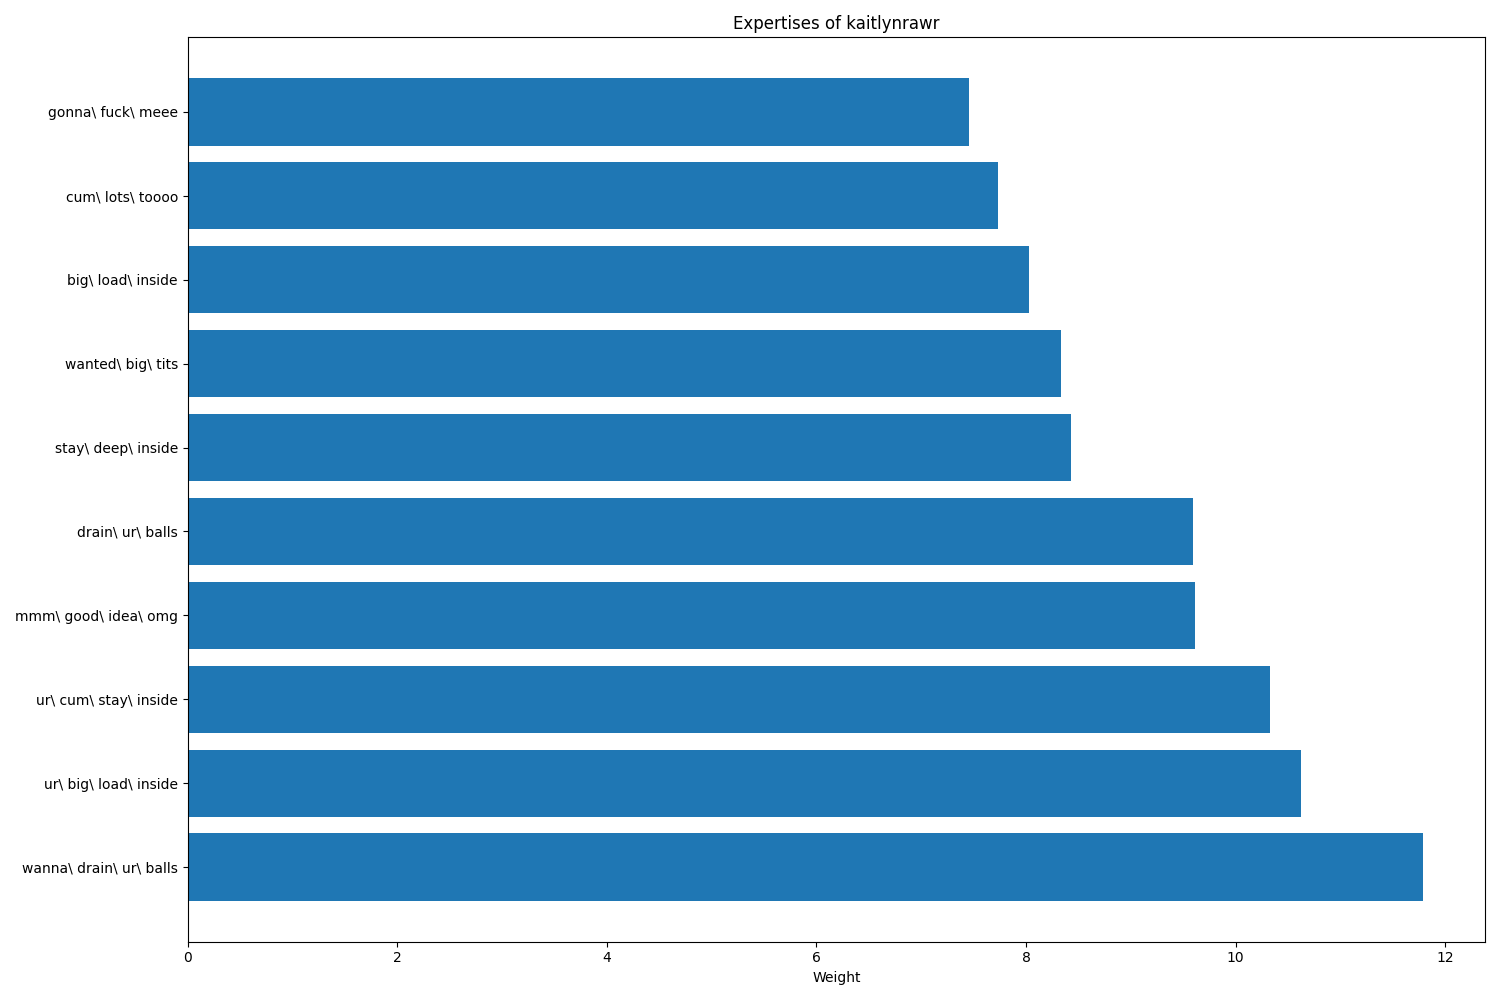 Expertises of kaitlynrawr
gonna\ fuck\ meee
cum\ lots\ toooo
big\ load\ inside
wanted\ big\ tits
stay\ deep\ inside
drain\ ur\ balls
mmm\ good\ idea\ omg
ur\ cum\ stay\ inside
ur\ big\ load\ inside
wanna\ drain\ ur\ balls
0 2 4 6 8 10 12
Weight